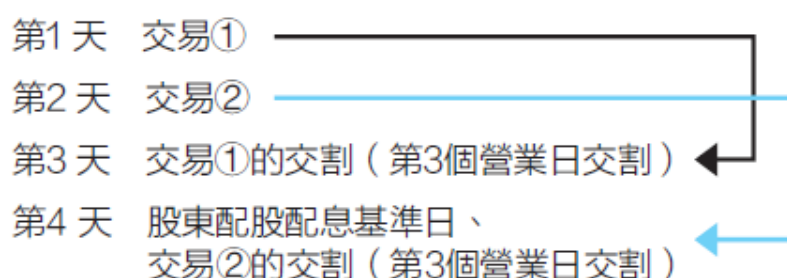 第1天 交易①
第2天 交易②
第3天 交易①的交割(第3個營業日交割)
第4天 股東配股配息基準日、
交易②的交割(第3個營業日交割)